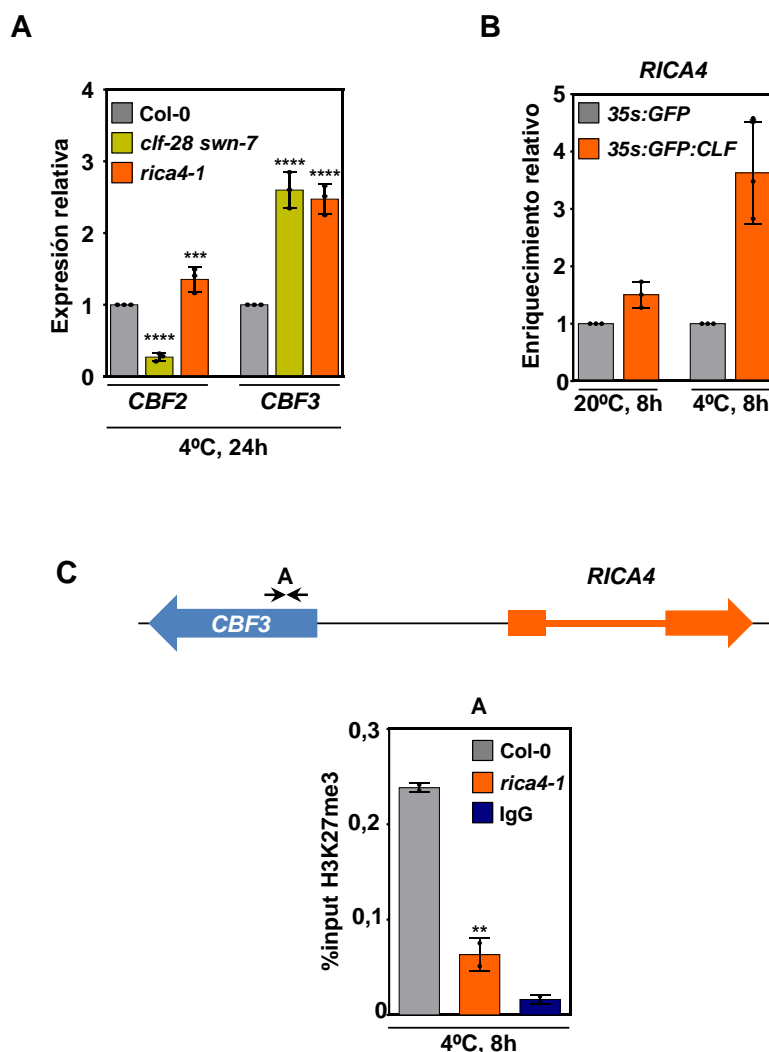 A
Expresión relativa
4
3
2
1
0
Col-0
clf-28 swn-7
rica4-1
****
***
****
****
CBF2
CBF3
4ºC, 24h
B
RICA4
Enriquecimiento relativo
5
4
3
2
1
0
35s:GFP
35s:GFP:CLF
20ºC, 8h
4ºC, 8h
C
A
RICA4
CBF3
A
%input H3K27me3
0,3
0,2
0,1
0
Col-0
rica4-1
IgG
**
4ºC, 8h